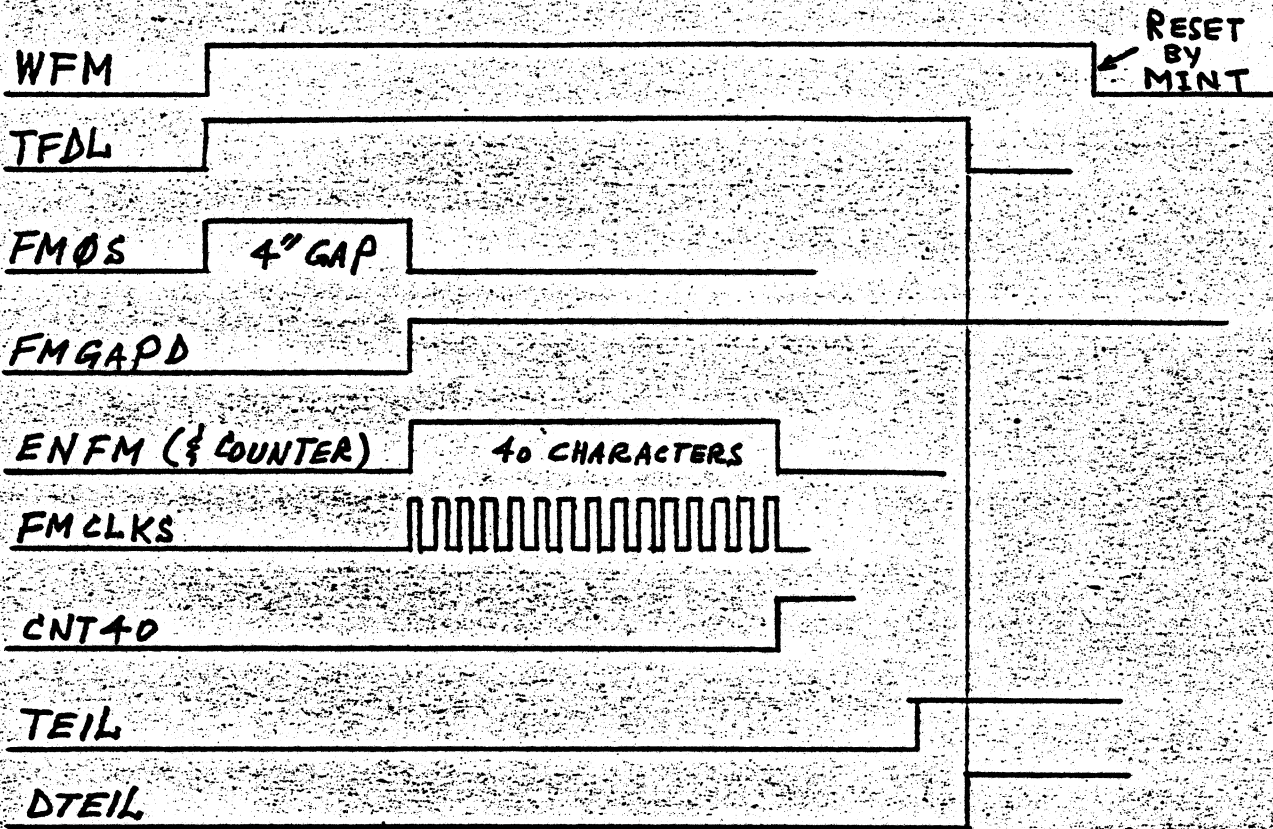 RESET
BY
MINT
WFM
TFDL
FMØS
4" GAP
FMGAPD
ENFM (& COUNTER)
40 CHARACTERS
FMCLKS
CNT40
TEIL
DTEIL